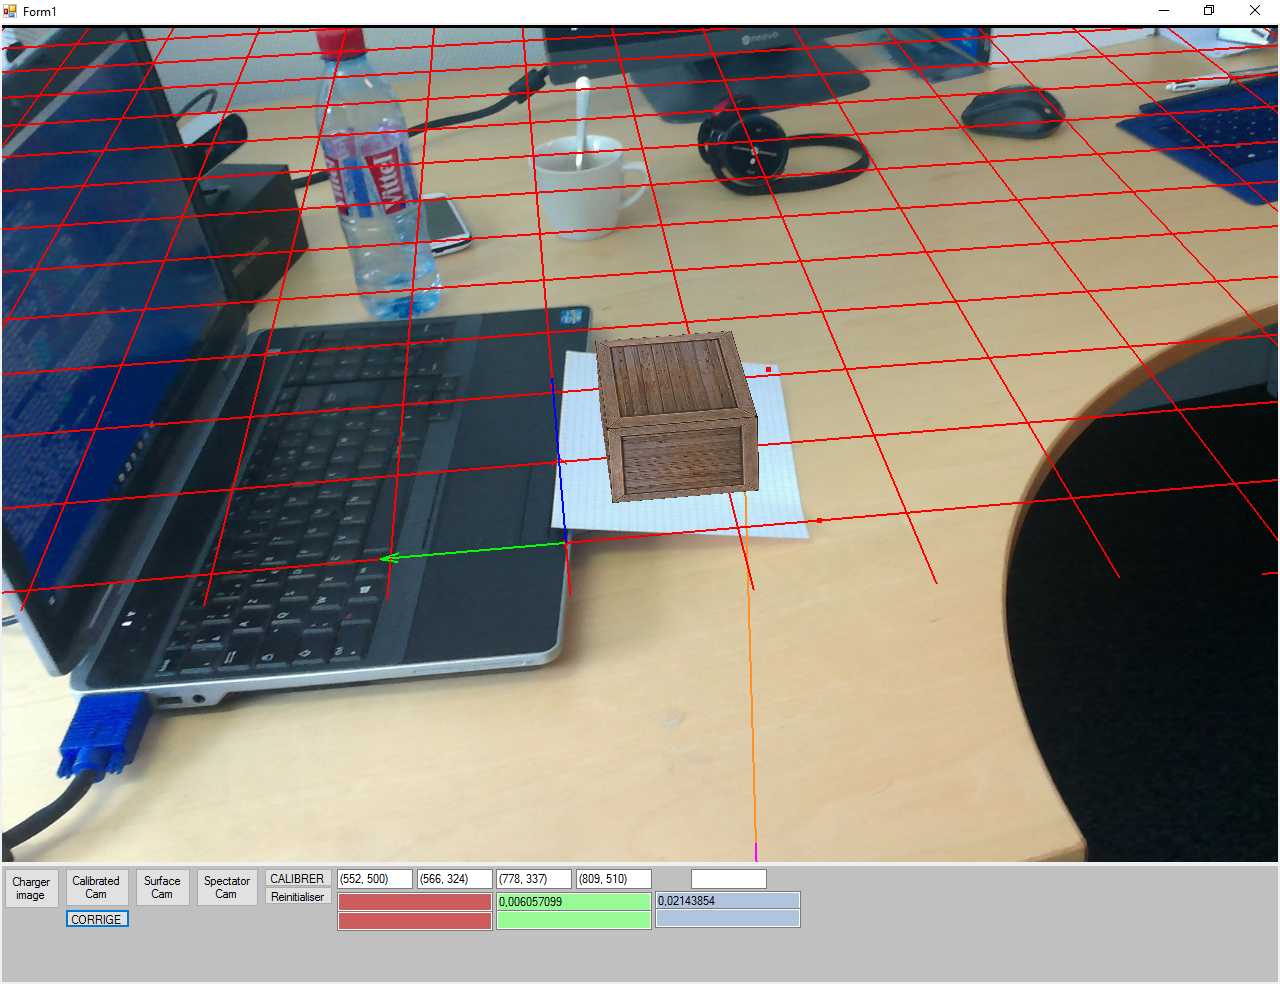 Form1
neovo
Vittel
Charger image
Calibrated Cam
Surface Cam
Spectator Cam
CALIBRER
Reinitialiser
CORRIGE
(552, 500)
(566, 324)
(778, 337)
(809, 510)
0,006057099
0,02143854